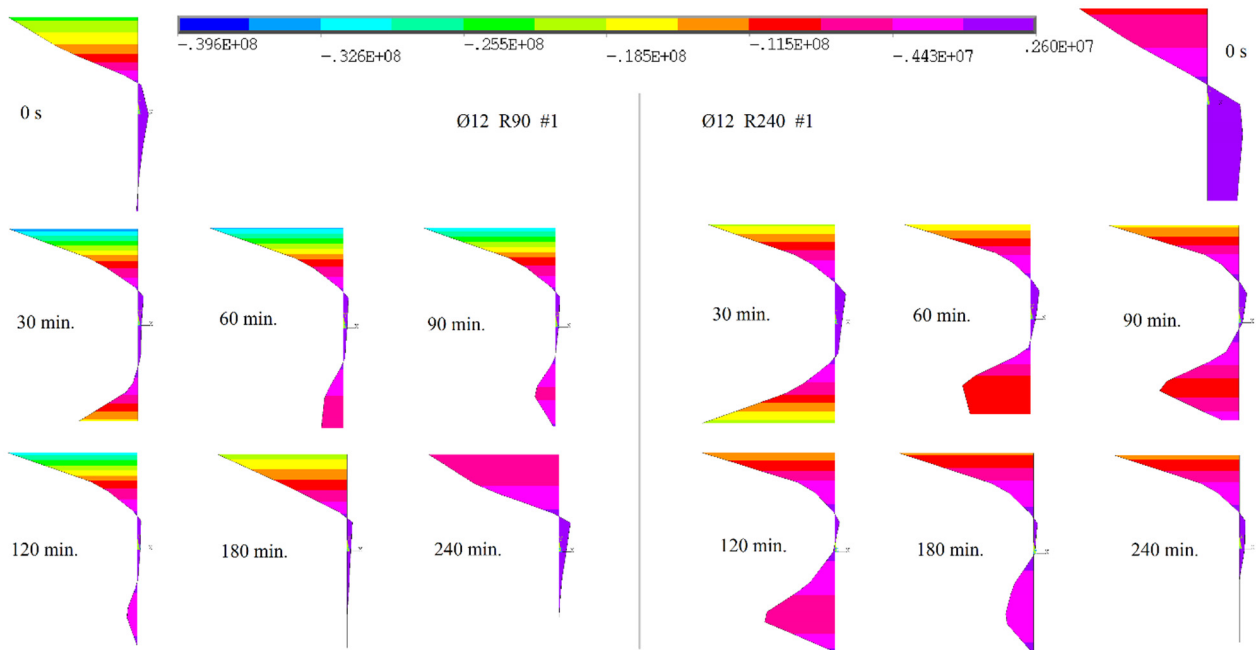 -.396E+08 -.255E+08 -.115E+08 .260E+07
-.326E+08 -.185E+08 -.443E+07
0 s
0 s
Ø12 R90 #1
Ø12 R240 #1
30 min.
60 min.
90 min.
30 min.
60 min.
90 min.
120 min.
180 min.
240 min.
120 min.
180 min.
240 min.